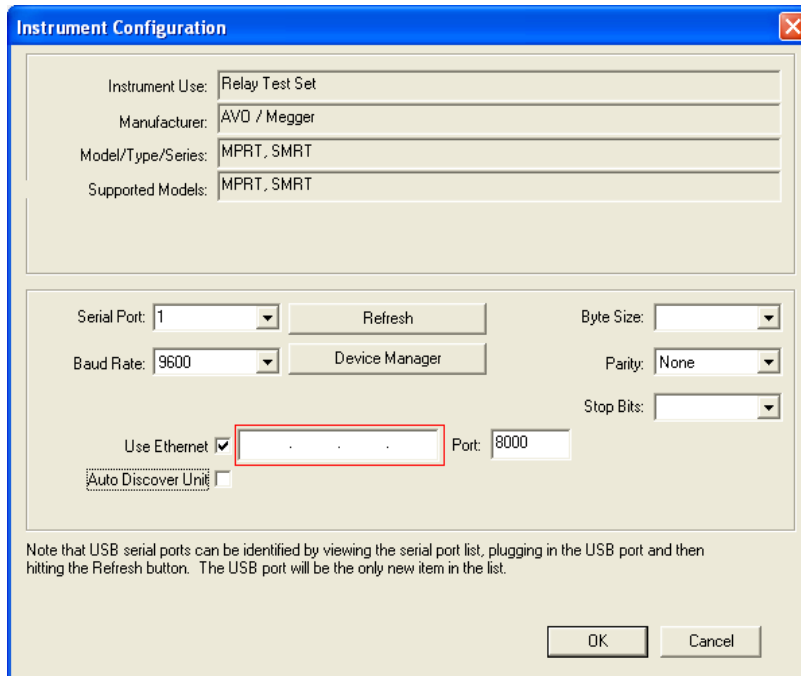 Instrument Configuration
Instrument Use: Relay Test Set
Manufacturer: AVO / Megger
Model/Type/Series: MPRT, SMRT
Supported Models: MPRT, SMRT
Serial Port: 1 Refresh Byte Size:
Baud Rate: 9600 Device Manager Parity: None
Stop Bits:
Use Ethernet . . . Port: 8000
Auto Discover Unit
Note that USB serial ports can be identified by viewing the serial port list, plugging in the USB port and then
hitting the Refresh button. The USB port will be the only new item in the list.
OK Cancel